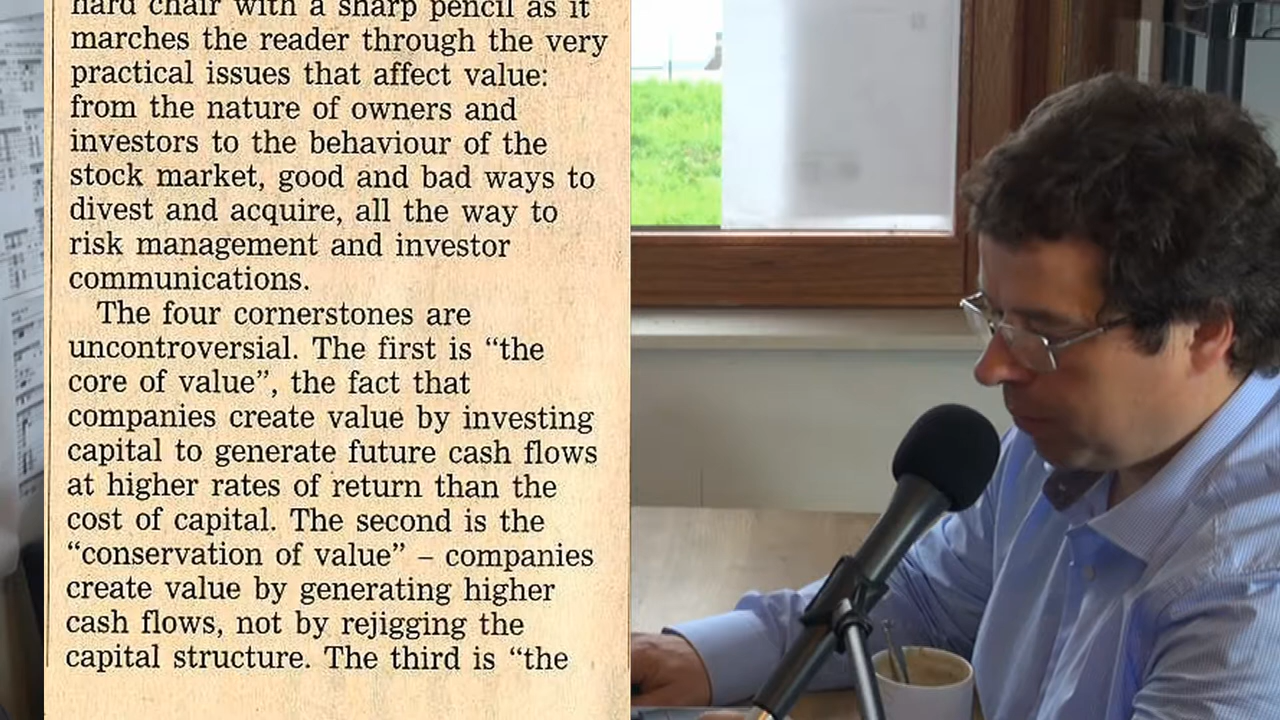 hard chair with a sharp pencil as it
marches the reader through the very
practical issues that affect value:
from the nature of owners and
investors to the behaviour of the
stock market, good and bad ways to
divest and acquire, all the way to
risk management and investor
communications.
The four cornerstones are
uncontroversial. The first is “the
core of value”, the fact that
companies create value by investing
capital to generate future cash flows
at higher rates of return than the
cost of capital. The second is the
“conservation of value” – companies
create value by generating higher
cash flows, not by rejigging the
capital structure. The third is “the